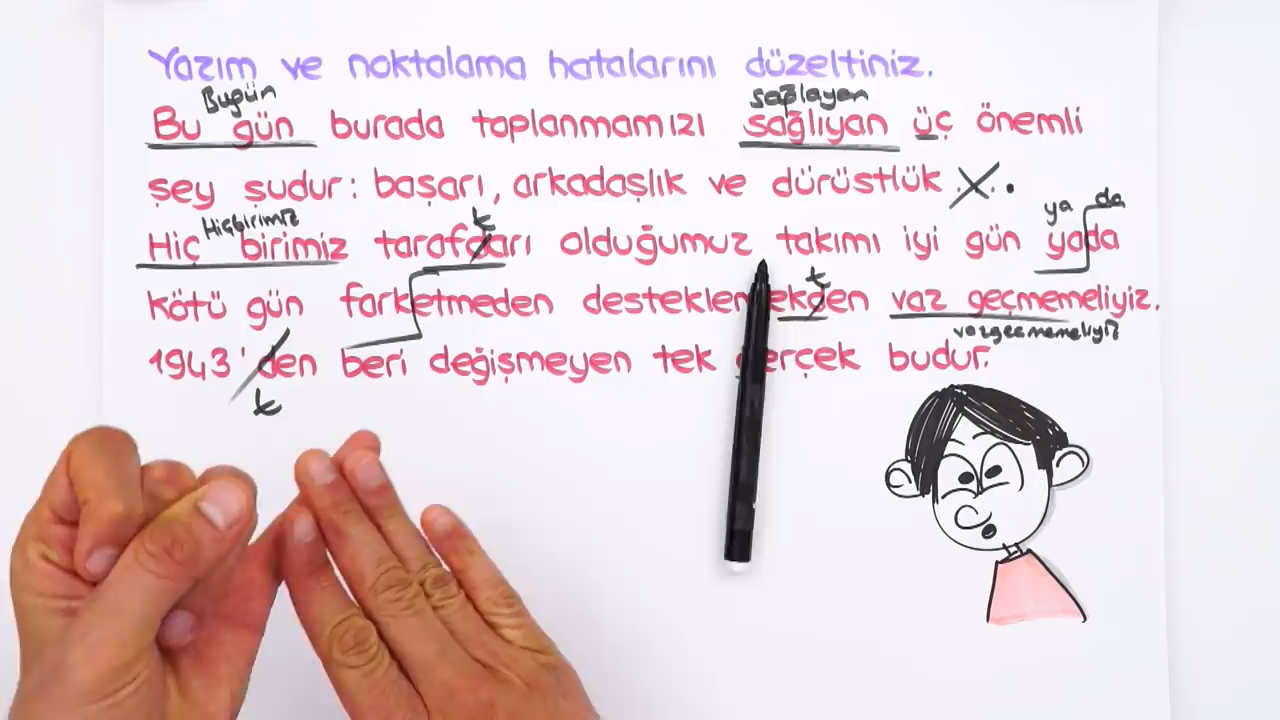 Yazım ve noktalama hatalarını düzeltiniz.
Bugün sağlayan
Bu gün burada toplanmamızı sağlıyan üç önemli
şey şudur: başarı, arkadaşlık ve dürüstlük ... .
Hiçbirimiz t ya da
Hiç birimiz tarafdarı olduğumuz takımı iyi gün yada
t
kötü gün farketmeden desteklemekden vaz geçmemeliyiz.
vazgeçmemeliyiz
1943'den beri değişmeyen tek gerçek budur.
t